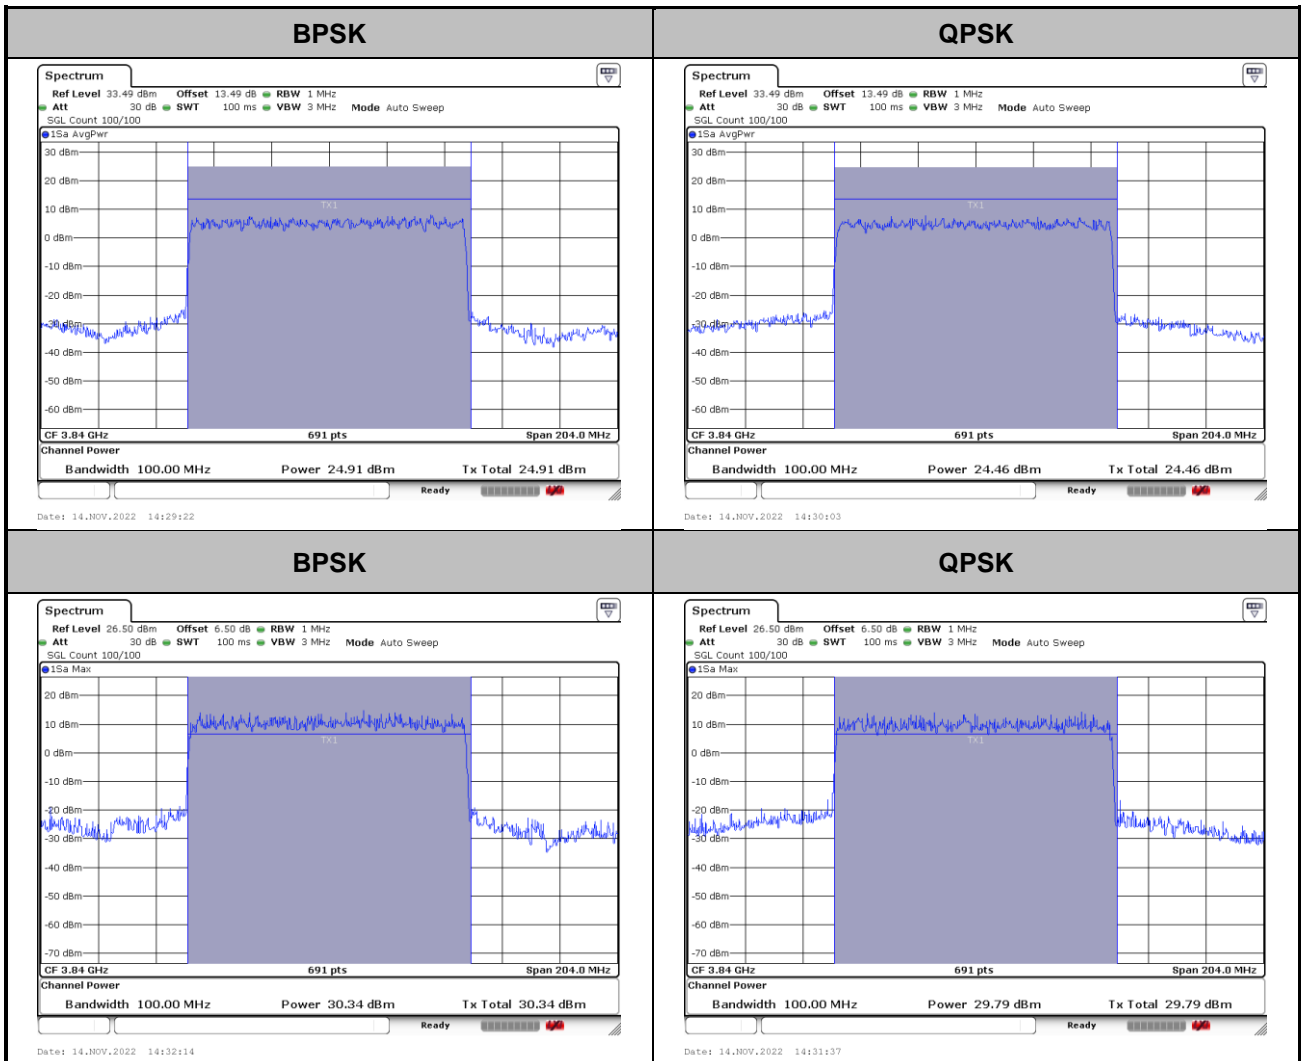 BPSK
QPSK
Spectrum
Ref Level 33.49 dBm Offset 13.49 dB RBW 1 MHz
Att 30 dB SWT 100 ms VBW 3 MHz Mode Auto Sweep
SGL Count 100/100
1Sa AvgPwr
30 dBm
20 dBm
TX1
10 dBm
0 dBm
-10 dBm
-20 dBm
-30 dBm
-40 dBm
-50 dBm
-60 dBm
CF 3.84 GHz 691 pts Span 204.0 MHz
Channel Power
Bandwidth 100.00 MHz Power 24.91 dBm Tx Total 24.91 dBm
Ready
Date: 14.NOV.2022 14:29:22
Spectrum
Ref Level 33.49 dBm Offset 13.49 dB RBW 1 MHz
Att 30 dB SWT 100 ms VBW 3 MHz Mode Auto Sweep
SGL Count 100/100
1Sa AvgPwr
30 dBm
20 dBm
TX1
10 dBm
0 dBm
-10 dBm
-20 dBm
-30 dBm
-40 dBm
-50 dBm
-60 dBm
CF 3.84 GHz 691 pts Span 204.0 MHz
Channel Power
Bandwidth 100.00 MHz Power 24.46 dBm Tx Total 24.46 dBm
Ready
Date: 14.NOV.2022 14:30:03
BPSK
QPSK
Spectrum
Ref Level 26.50 dBm Offset 6.50 dB RBW 1 MHz
Att 30 dB SWT 100 ms VBW 3 MHz Mode Auto Sweep
SGL Count 100/100
1Sa Max
20 dBm
10 dBm
TX1
0 dBm
-10 dBm
-20 dBm
-30 dBm
-40 dBm
-50 dBm
-60 dBm
-70 dBm
CF 3.84 GHz 691 pts Span 204.0 MHz
Channel Power
Bandwidth 100.00 MHz Power 30.34 dBm Tx Total 30.34 dBm
Ready
Date: 14.NOV.2022 14:32:14
Spectrum
Ref Level 26.50 dBm Offset 6.50 dB RBW 1 MHz
Att 30 dB SWT 100 ms VBW 3 MHz Mode Auto Sweep
SGL Count 100/100
1Sa Max
20 dBm
10 dBm
TX1
0 dBm
-10 dBm
-20 dBm
-30 dBm
-40 dBm
-50 dBm
-60 dBm
-70 dBm
CF 3.84 GHz 691 pts Span 204.0 MHz
Channel Power
Bandwidth 100.00 MHz Power 29.79 dBm Tx Total 29.79 dBm
Ready
Date: 14.NOV.2022 14:31:37